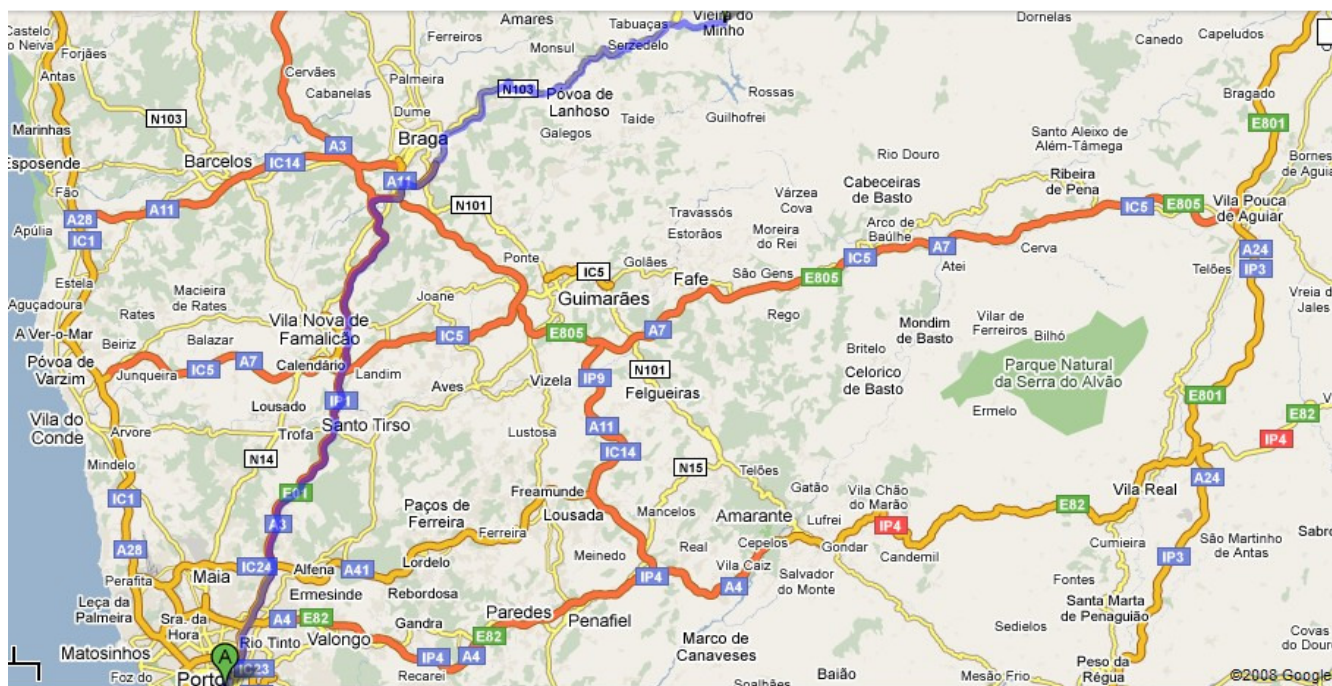 Castelo
do Neiva
Forjães
Antas
Amares
Ferreiros
Tabuaças
Vieira do
Minho
Serzedelo
Monsul
Dornelas
Canedo
Capeludos
Cervães
Cabanelas
Palmeira
N103
Póvoa de
Lanhoso
Rossas
Bragado
N103
Marinhas
Dume
Braga
Taíde
Guilhofrei
Galegos
E801
Santo Aleixo de
Além-Tâmega
Esposende
Barcelos
IC14
A3
Rio Douro
Bornes
de Aguiar
Fão
A11
Cabeceiras
de Basto
Ribeira
de Pena
A28
A11
N101
Várzea
Cova
IC5
E805
Vila Pouca
de Aguiar
Apúlia
IC1
Travassós
Estorãos
Moreira
do Rei
Arco de
Baúlhe
A7
Cerva
A24
IP3
Estela
Ponte
IC5
Golães
Fafe
São Gens
E805
IC5
Atei
Telões
Aguçadoura
Macieira
de Rates
Joane
Guimarães
Vreia de
Jales
Rates
Vila Nova de
Famalicão
A Ver-o-Mar
Beiriz
Balazar
IC5
E805
A7
Rego
Mondim
de Basto
Vilar de
Ferreiros
Bilhó
Póvoa de
Varzim
Junqueira
IC5
A7
Calendário
Landim
Britelo
Celorico
de Basto
Parque Natural
da Serra do Alvão
Aves
Vizela
IP9
N101
Felgueiras
E801
Vila do
Conde
Lousado
IP1
Ermelo
E82
Arvore
Trofa
Santo Tirso
Lustosa
A11
IP4
Mindelo
N14
IC14
N15
Telões
A24
IC1
E01
Freamunde
Gatão
Vila Chão
do Marão
Vila Real
Paços de
Ferreira
Lousada
Mancelos
Amarante
Lufrei
IP4
E82
A3
Ferreira
Cepelos
Gondar
Candemil
Cumieira
São Martinho
de Antas
A28
Real
IP3
Perafita
Maia
IC24
Alfena
A41
Lordelo
Meinedo
Vila Caiz
Salvador
do Monte
Fontes
Leça da
Palmeira
Ermesinde
Rebordosa
IP4
A4
Santa Marta
de Penaguião
Sra. da
Hora
A4
E82
Valongo
Gandra
Paredes
Penafiel
Sedielos
Matosinhos
Rio Tinto
E82
Marco de
Canaveses
Foz do
Porto
A
IC23
IP4
A4
Recarei
Baião
Mesão Frio
Peso da
Régua
©2008 Google